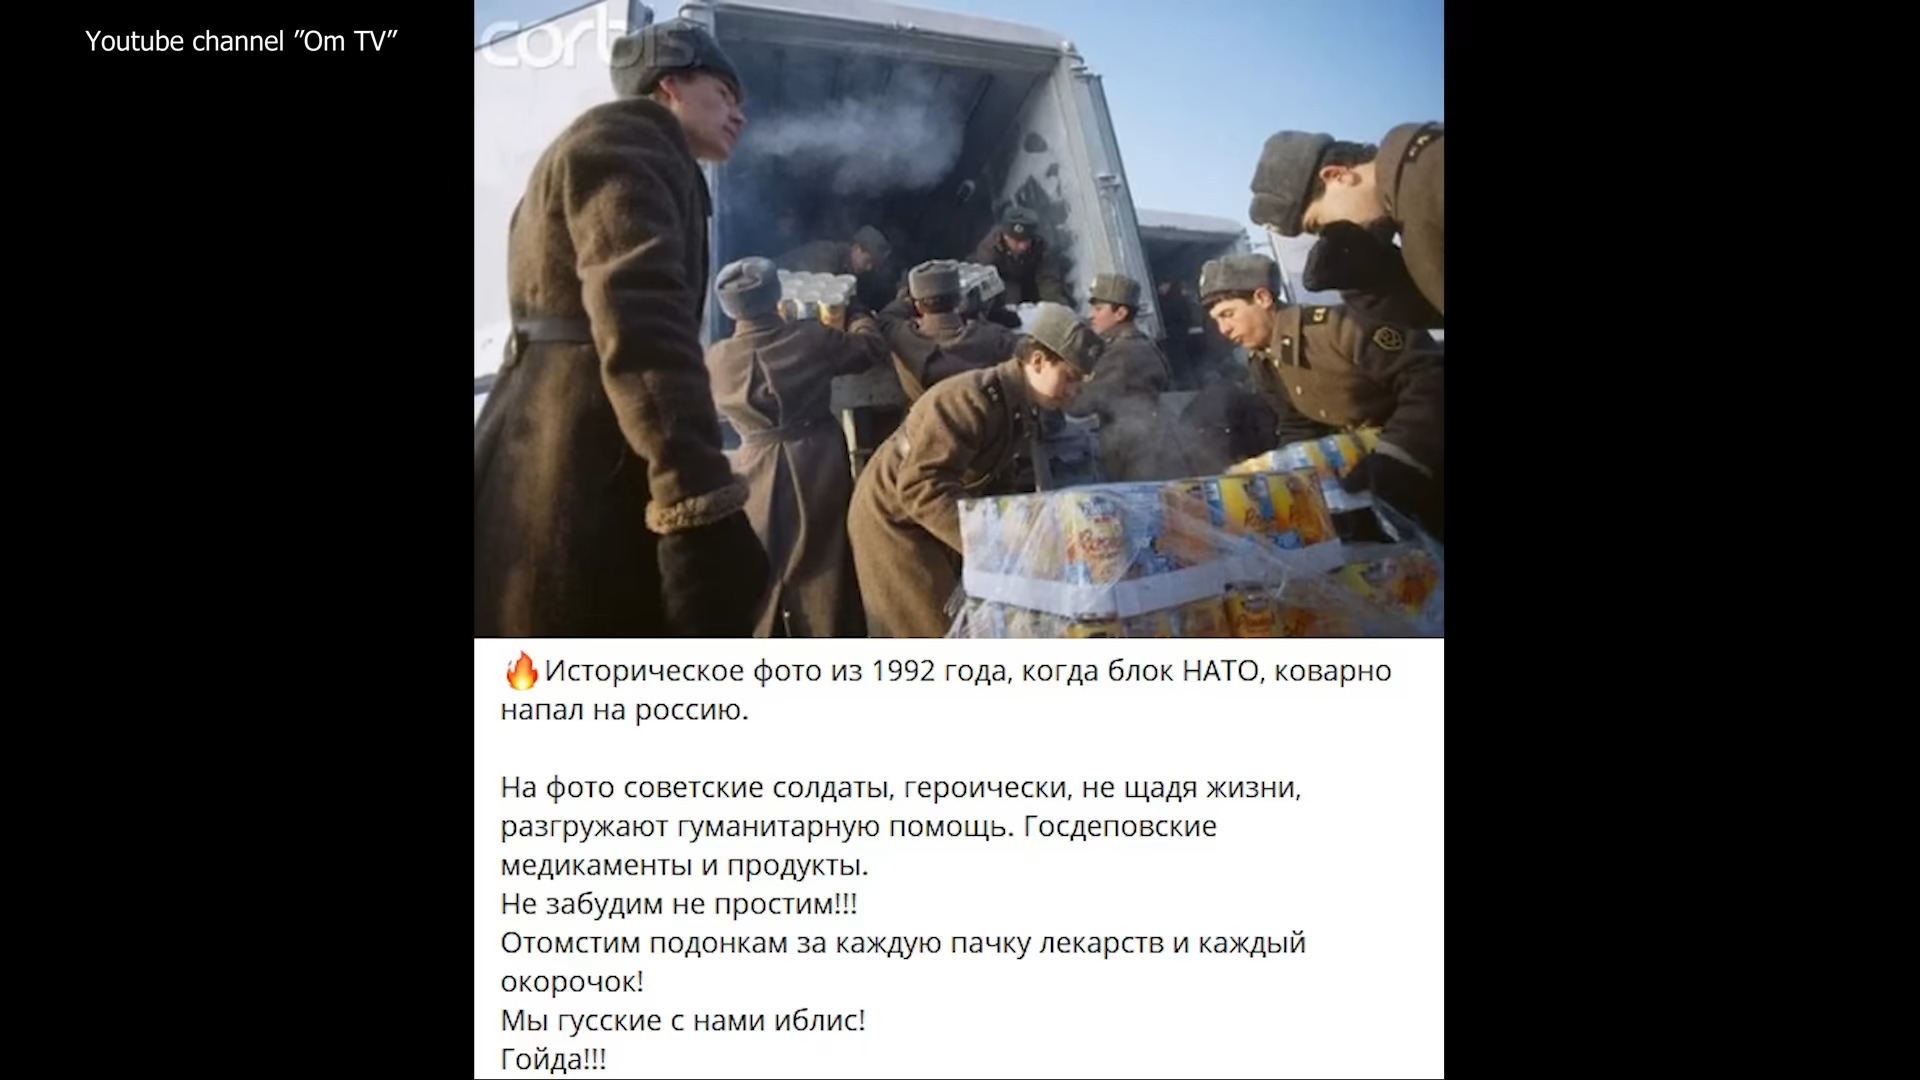 Youtube channel ”Om TV”
corbis
🔥Историческое фото из 1992 года, когда блок НАТО, коварно
напал на россию.
На фото советские солдаты, героически, не щадя жизни,
разгружают гуманитарную помощь. Госдеповские
медикаменты и продукты.
Не забудим не простим!!!
Отомстим подонкам за каждую пачку лекарств и каждый
окорочок!
Мы гусские с нами иблис!
Гойда!!!